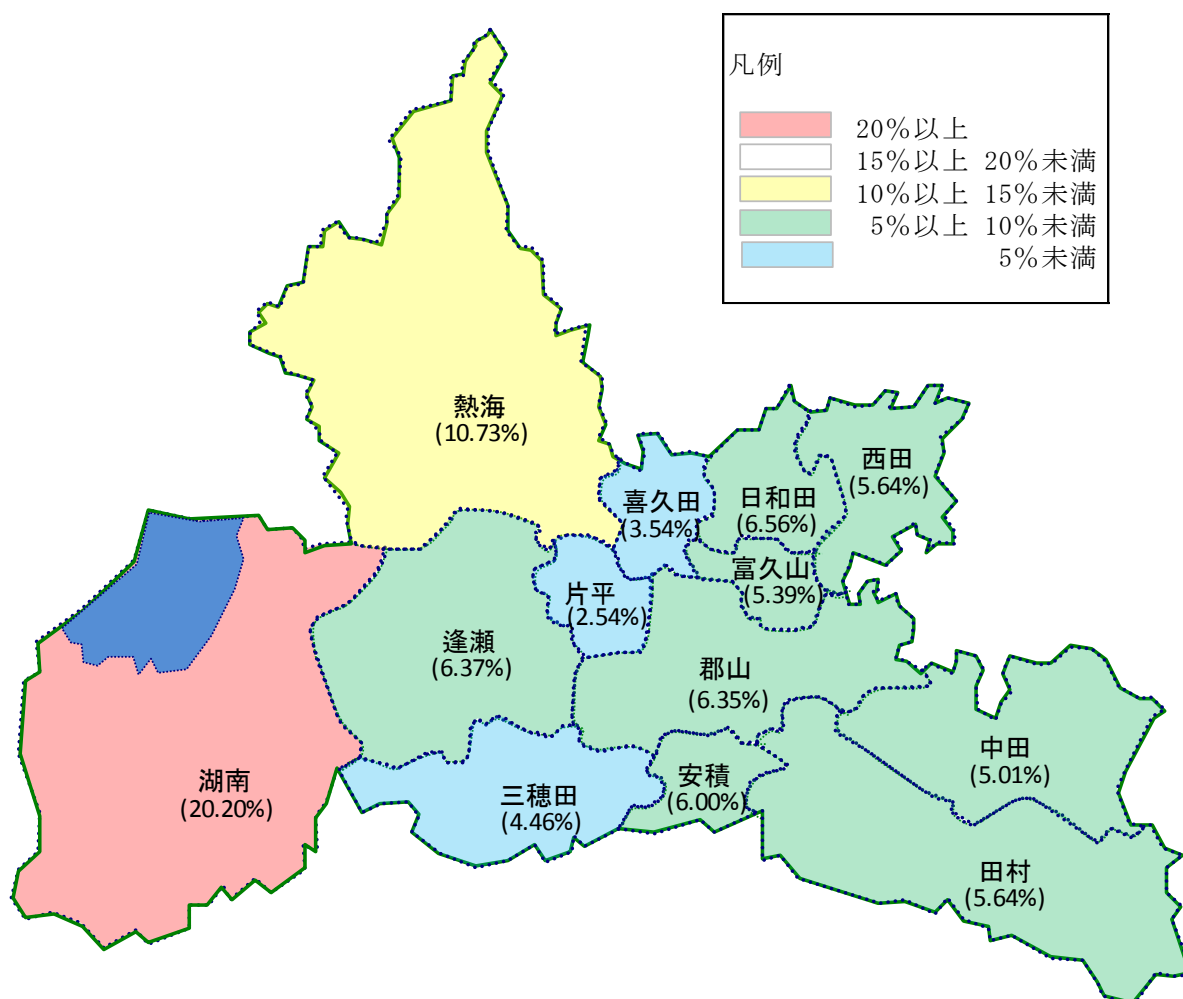 凡例
20%以上
15%以上 20%未満
10%以上 15%未満
5%以上 10%未満
5%未満
熱海
(10.73%)
西田
(5.64%)
喜久田
(3.54%)
日和田
(6.56%)
富久山
(5.39%)
片平
(2.54%)
逢瀬
(6.37%)
郡山
(6.35%)
中田
(5.01%)
湖南
(20.20%)
三穂田
(4.46%)
安積
(6.00%)
田村
(5.64%)